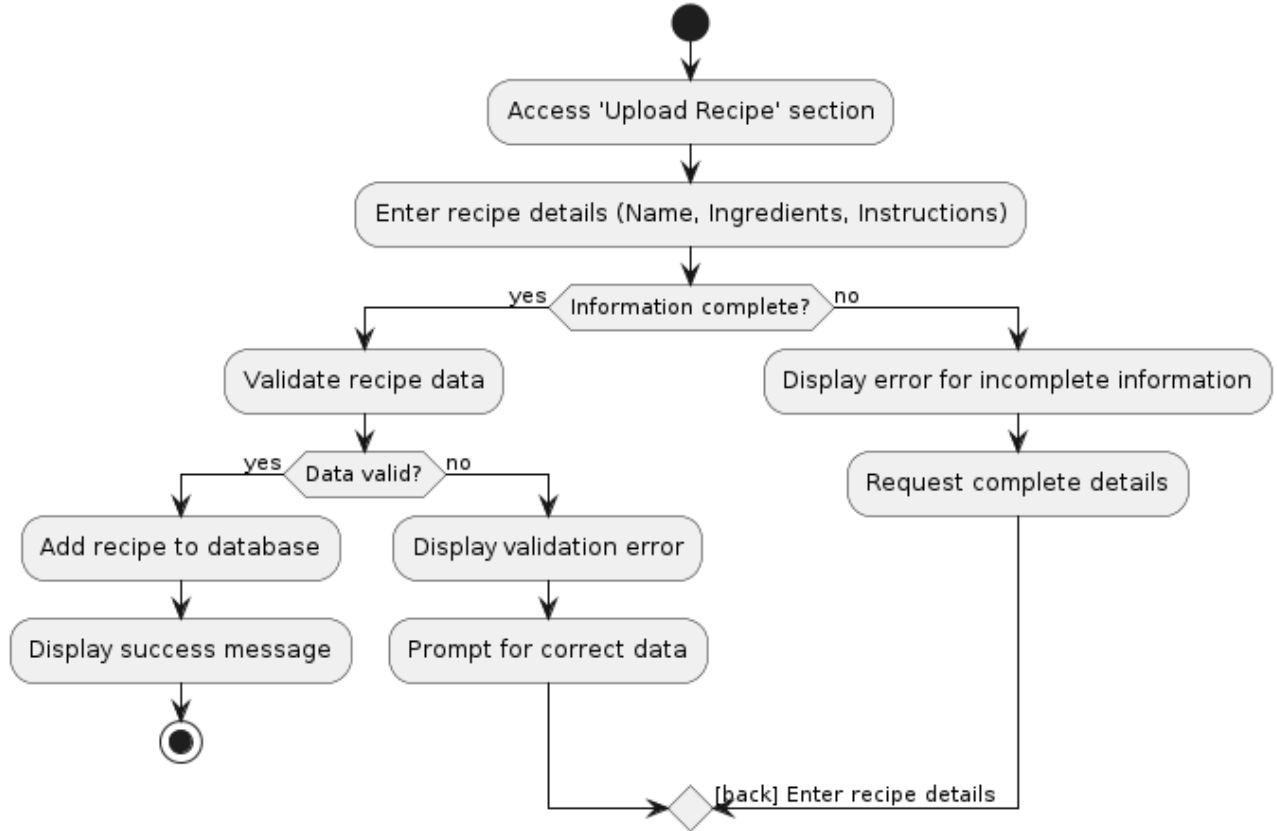 Access 'Upload Recipe' section
Enter recipe details (Name, Ingredients, Instructions)
yes
Information complete?
no
Validate recipe data
Display error for incomplete information
yes
Data valid?
no
Request complete details
Add recipe to database
Display validation error
Display success message
Prompt for correct data
[back] Enter recipe details